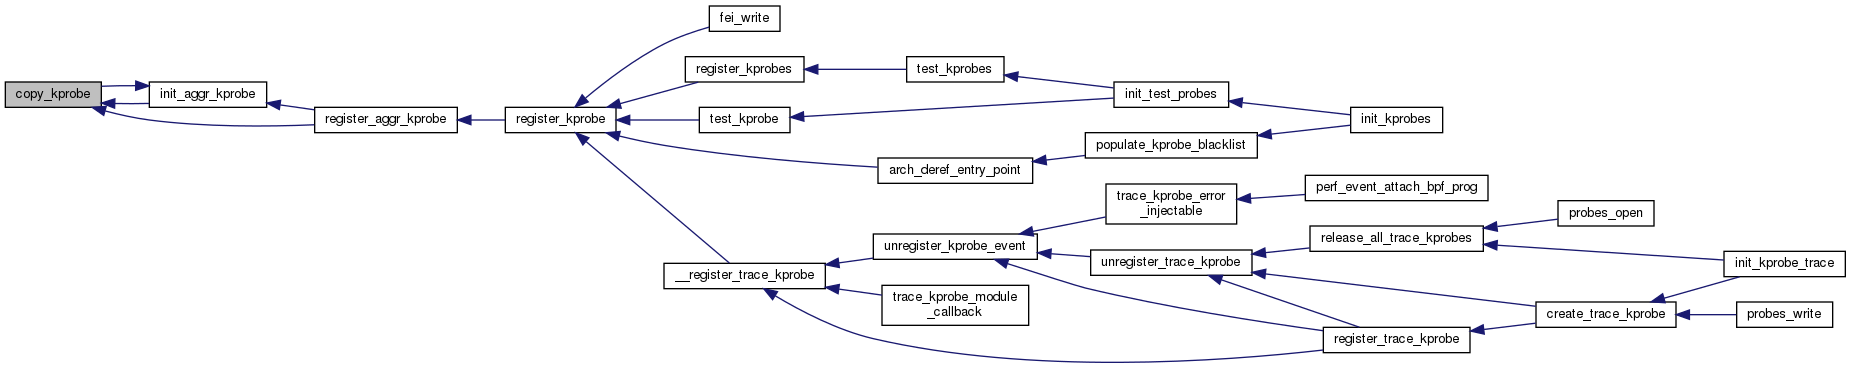 fei_write
register_kprobes
test_kprobes
copy_kprobe
init_aggr_kprobe
init_test_probes
register_aggr_kprobe
register_kprobe
test_kprobe
init_kprobes
populate_kprobe_blacklist
arch_deref_entry_point
trace_kprobe_error
_injectable
perf_event_attach_bpf_prog
probes_open
unregister_kprobe_event
release_all_trace_kprobes
unregister_trace_kprobe
init_kprobe_trace
__register_trace_kprobe
trace_kprobe_module
_callback
create_trace_kprobe
probes_write
register_trace_kprobe